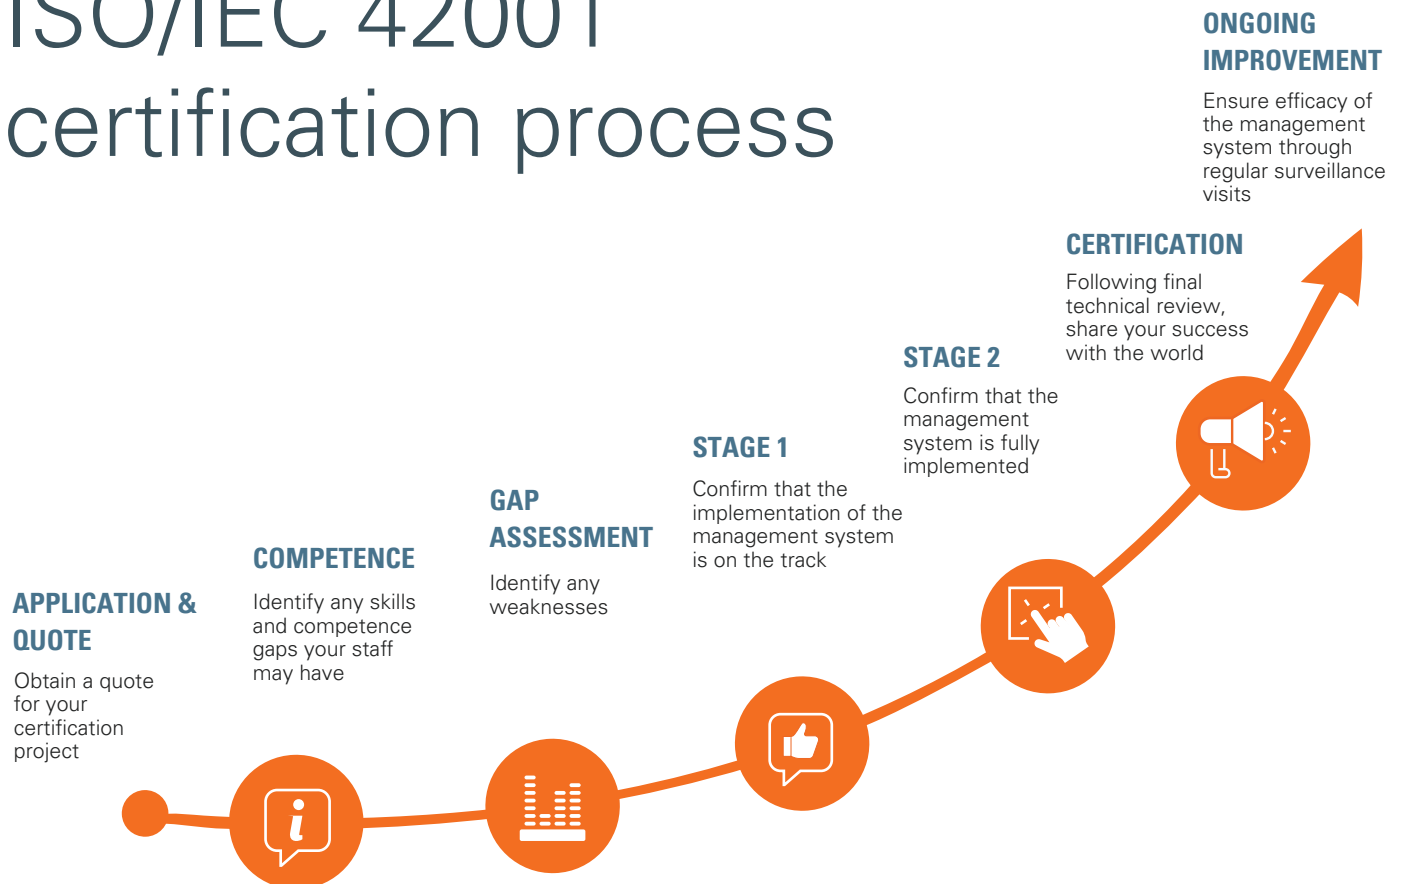 ISO/IEC 42001
certification process
ONGOING
IMPROVEMENT
Ensure efficacy of
the management
system through
regular surveillance
visits
CERTIFICATION
Following final
technical review,
share your success
with the world
STAGE 2
Confirm that the
management
system is fully
implemented
STAGE 1
Confirm that the
implementation of the
management system
is on the track
GAP
ASSESSMENT
Identify any
weaknesses
COMPETENCE
Identify any skills
and competence
gaps your staff
may have
APPLICATION &
QUOTE
Obtain a quote
for your
certification
project
i